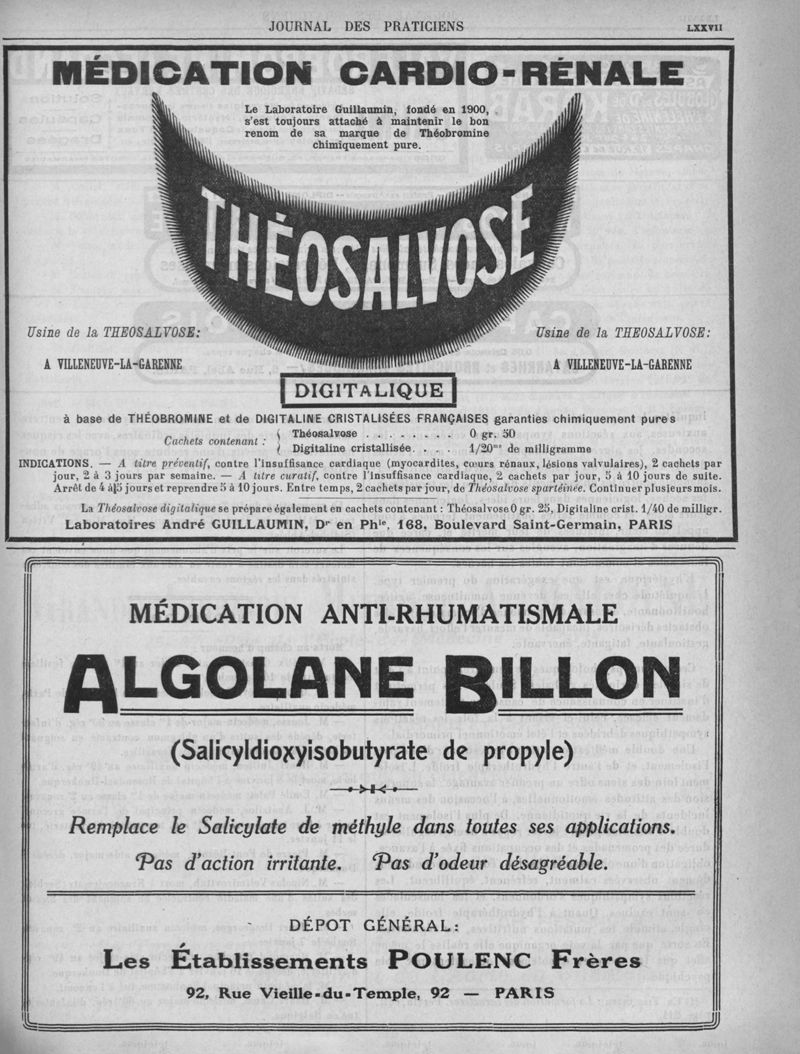 JOURNAL DES PRATICIENS LXXVII
MÉDICATION CARDIO-RÉNALE
Le Laboratoire Guillaumin, fondé en 1900,
s'est toujours attaché à maintenir le bon
renom de sa marque de Théobromine
chimiquement pure.
THÉOSALVOSE
Usine de la THEOSALVOSE:
A VILLENEUVE-LA-GARENNE
Usine de la THEOSALVOSE:
A VILLENEUVE-LA-GARENNE
DIGITALIQUE
à base de THÉOBROMINE et de DIGITALINE CRISTALISÉES FRANÇAISES garanties chimiquement pures
Cachets contenant :
Théosalvose . . . . . . . . 0 gr. 50
Digitaline cristallisée. . . . 1/20me de milligramme
INDICATIONS. — A titre préventif, contre l'Insuffisance cardiaque (myocardites, cœurs rénaux, lésions valvulaires), 2 cachets par
jour, 2 à 3 jours par semaine. — A titre curatif, contre l'Insuffisance cardiaque, 2 cachets par jour, 5 à 10 jours de suite.
Arrêt de 4 à 5 jours et reprendre 5 à 10 jours. Entre temps, 2 cachets par jour, de Théosalvose spartéinée. Continuer plusieurs mois.
La Théosalvose digitalique se prépare également en cachets contenant : Théosalvose 0 gr. 25, Digitaline crist. 1/40 de milligr.
Laboratoires André GUILLAUMIN, Dr en Phie, 168, Boulevard Saint-Germain, PARIS
MÉDICATION ANTI-RHUMATISMALE
ALGOLANE BILLON
(Salicyldioxyisobutyrate de propyle)
Remplace le Salicylate de méthyle dans toutes ses applications.
Pas d'action irritante. Pas d'odeur désagréable.
DÉPOT GÉNÉRAL:
Les Établissements POULENC Frères
92, Rue Vieille-du-Temple, 92 — PARIS